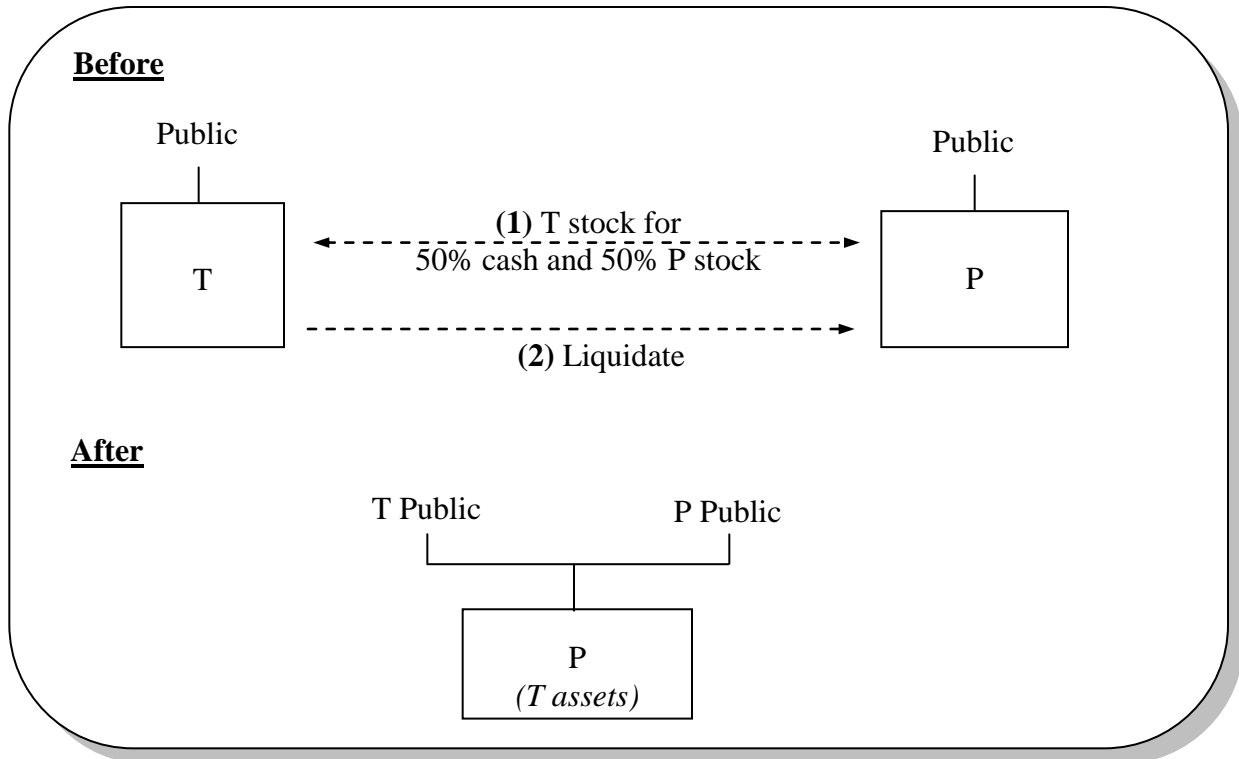 Before
Public
Public
(1) T stock for
50% cash and 50% P stock
T
P
(2) Liquidate
After
T Public
P Public
P
(T assets)